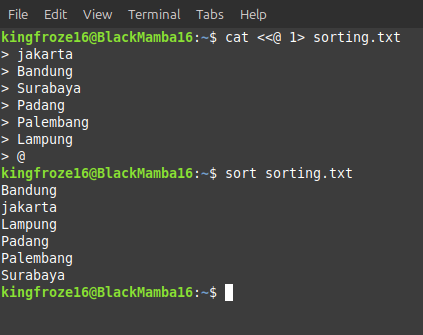 File Edit View Terminal Tabs Help
kingfroze16@BlackMamba16:~$ cat <<@ 1> sorting.txt
> jakarta
> Bandung
> Surabaya
> Padang
> Palembang
> Lampung
> @
kingfroze16@BlackMamba16:~$ sort sorting.txt
Bandung
jakarta
Lampung
Padang
Palembang
Surabaya
kingfroze16@BlackMamba16:~$